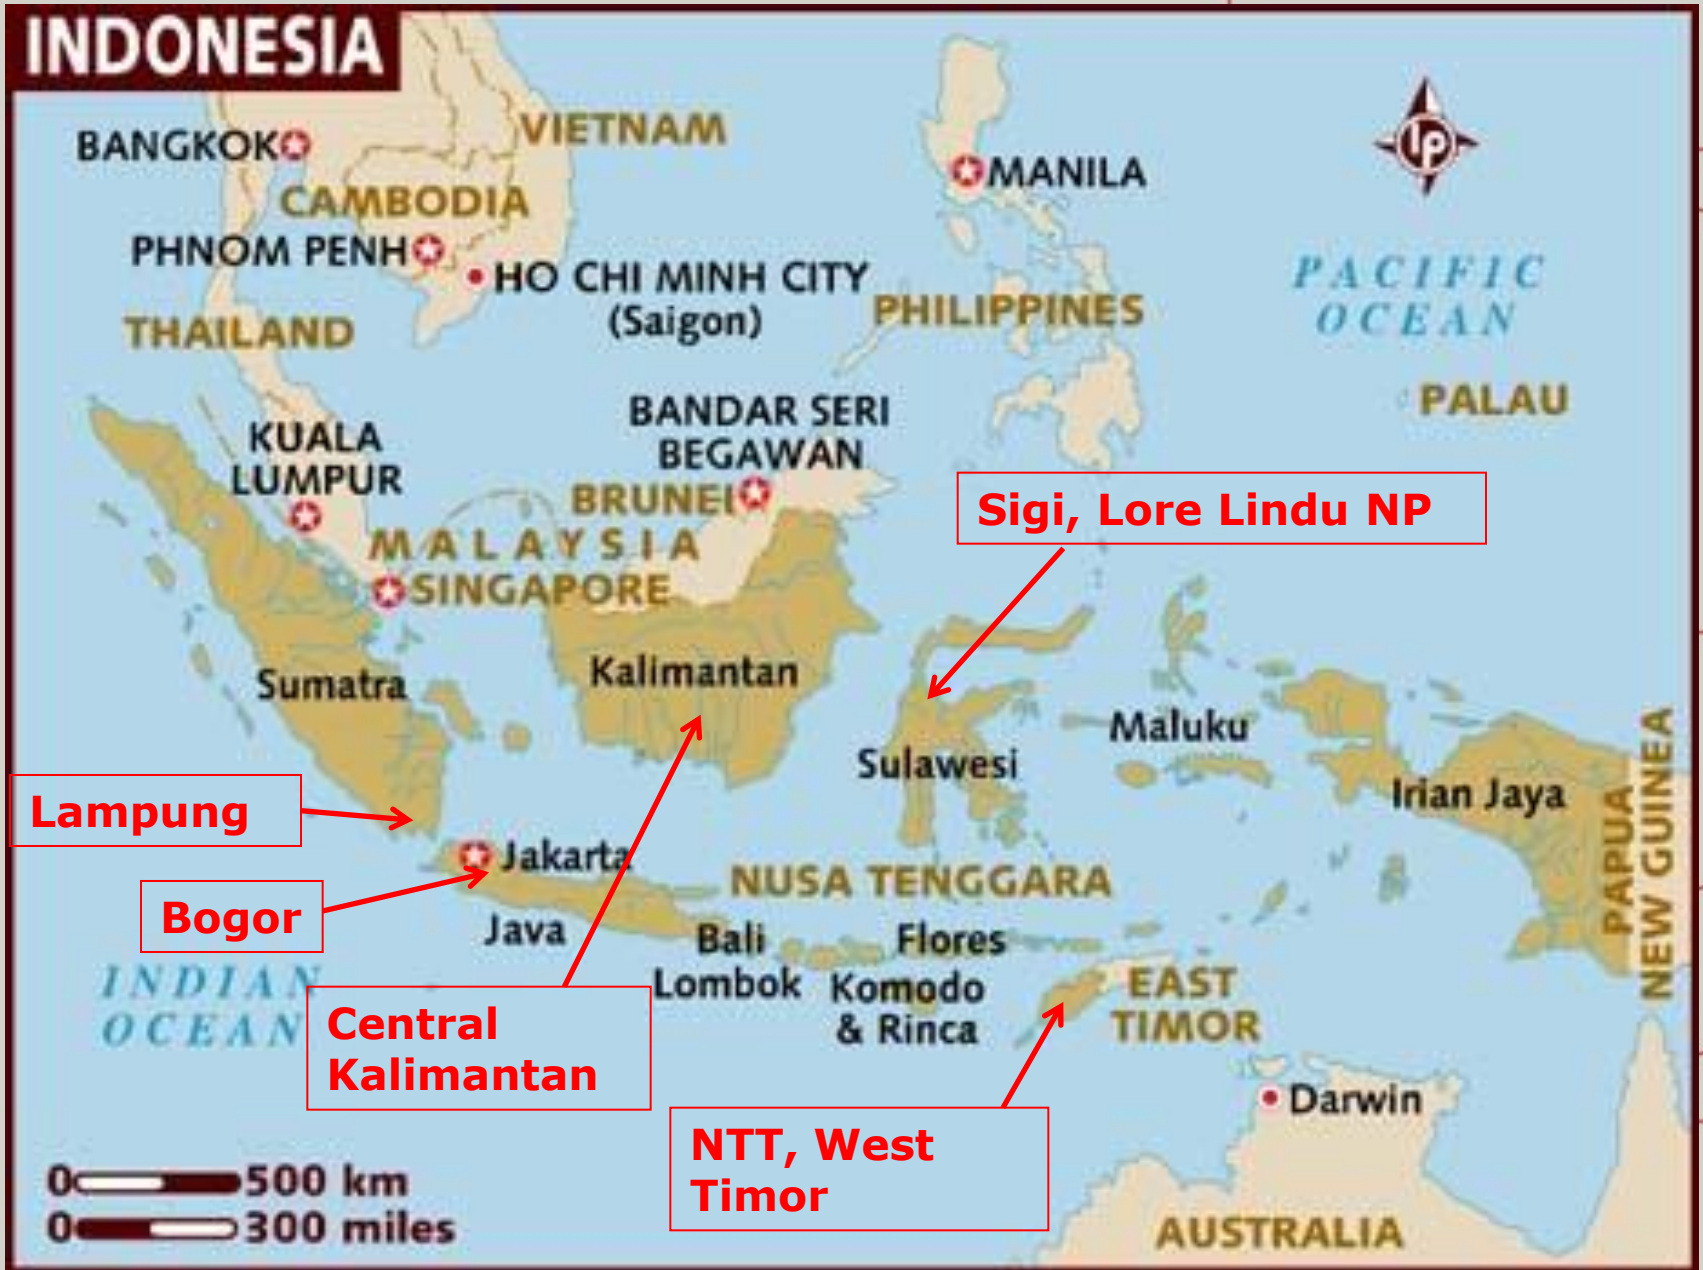 INDONESIA
BANGKOK
VIETNAM
MANILA
CAMBODIA
PHNOM PENH
HO CHI MINH CITY
(Saigon)
THAILAND
PHILIPPINES
lp
PACIFIC
OCEAN
PALAU
KUALA
LUMPUR
BANDAR SERI
BEGAWAN
BRUNEI
MALAYSIA
SINGAPORE
Sigi, Lore Lindu NP
Sumatra
Kalimantan
Sulawesi
Maluku
Irian Jaya
PAPUA
NEW GUINEA
Lampung
Jakarta
Bogor
Java
NUSA TENGGARA
Bali
Lombok
Flores
Komodo
& Rinca
EAST
TIMOR
INDIAN
OCEAN
Central
Kalimantan
NTT, West
Timor
Darwin
AUSTRALIA
0 500 km
0 300 miles